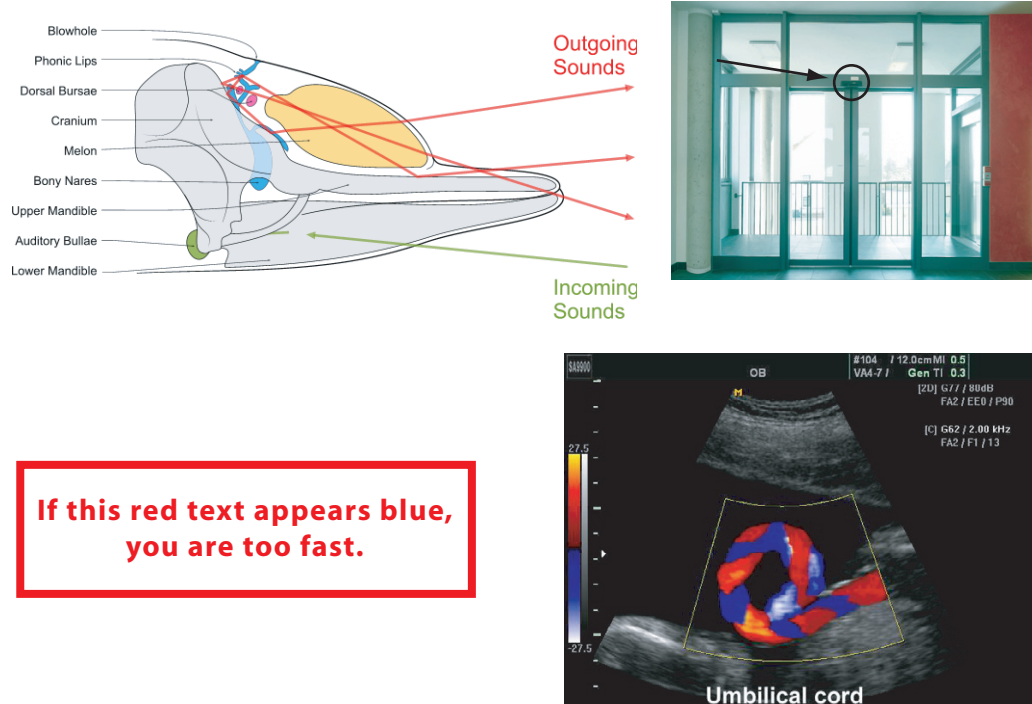 Blowhole
Phonic Lips
Dorsal Bursae
Cranium
Melon
Bony Nares
Upper Mandible
Auditory Bullae
Lower Mandible
Outgoing
Sounds
Incoming
Sounds
If this red text appears blue,
you are too fast.
SA9900
OB
#104 / 12.0cm MI 0.5
VA4-7 / Gen TI 0.3
[2D] G77 / 80dB
FA2 / EE0 / P90
[C] G62 / 2.00 kHz
FA2 / F1 / 13
M
27.5
-27.5
Umbilical cord